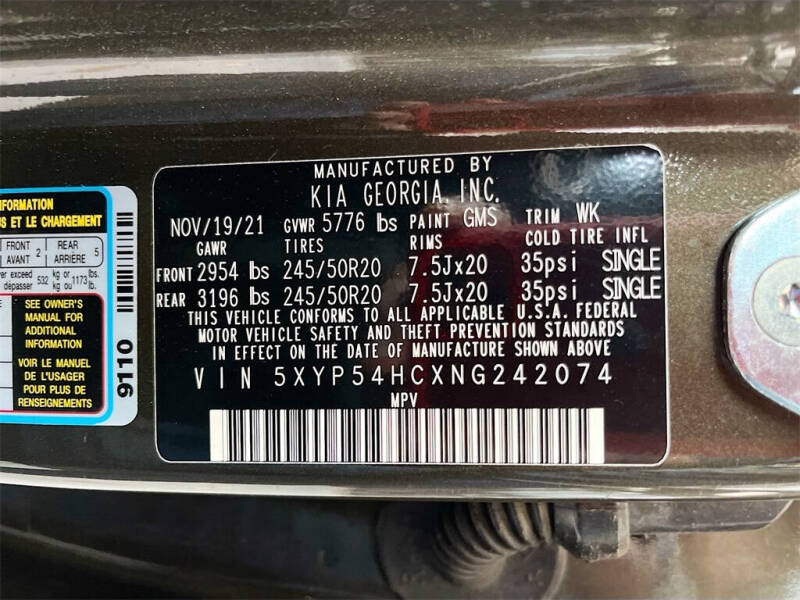 MANUFACTURED BY
KIA GEORGIA, INC.
NOV/19/21 GVWR 5776 lbs PAINT GMS TRIM WK
GAWR TIRES RIMS COLD TIRE INFL
FRONT 2954 lbs 245/50R20 7.5Jx20 35psi SINGLE
REAR 3196 lbs 245/50R20 7.5Jx20 35psi SINGLE
THIS VEHICLE CONFORMS TO ALL APPLICABLE U.S.A. FEDERAL
MOTOR VEHICLE SAFETY AND THEFT PREVENTION STANDARDS
IN EFFECT ON THE DATE OF MANUFACTURE SHOWN ABOVE
VIN 5XYP54HCXNG242074
MPV
INFORMATION
US ET LE CHARGEMENT
FRONT 2 REAR 5
AVANT ARRIÈRE
exceed 532 kg or 1173 lbs.
dépasser kg ou lb.
SEE OWNER'S
MANUAL FOR
ADDITIONAL
INFORMATION
VOIR LE MANUEL
DE L'USAGER
POUR PLUS DE
RENSEIGNEMENTS
9110